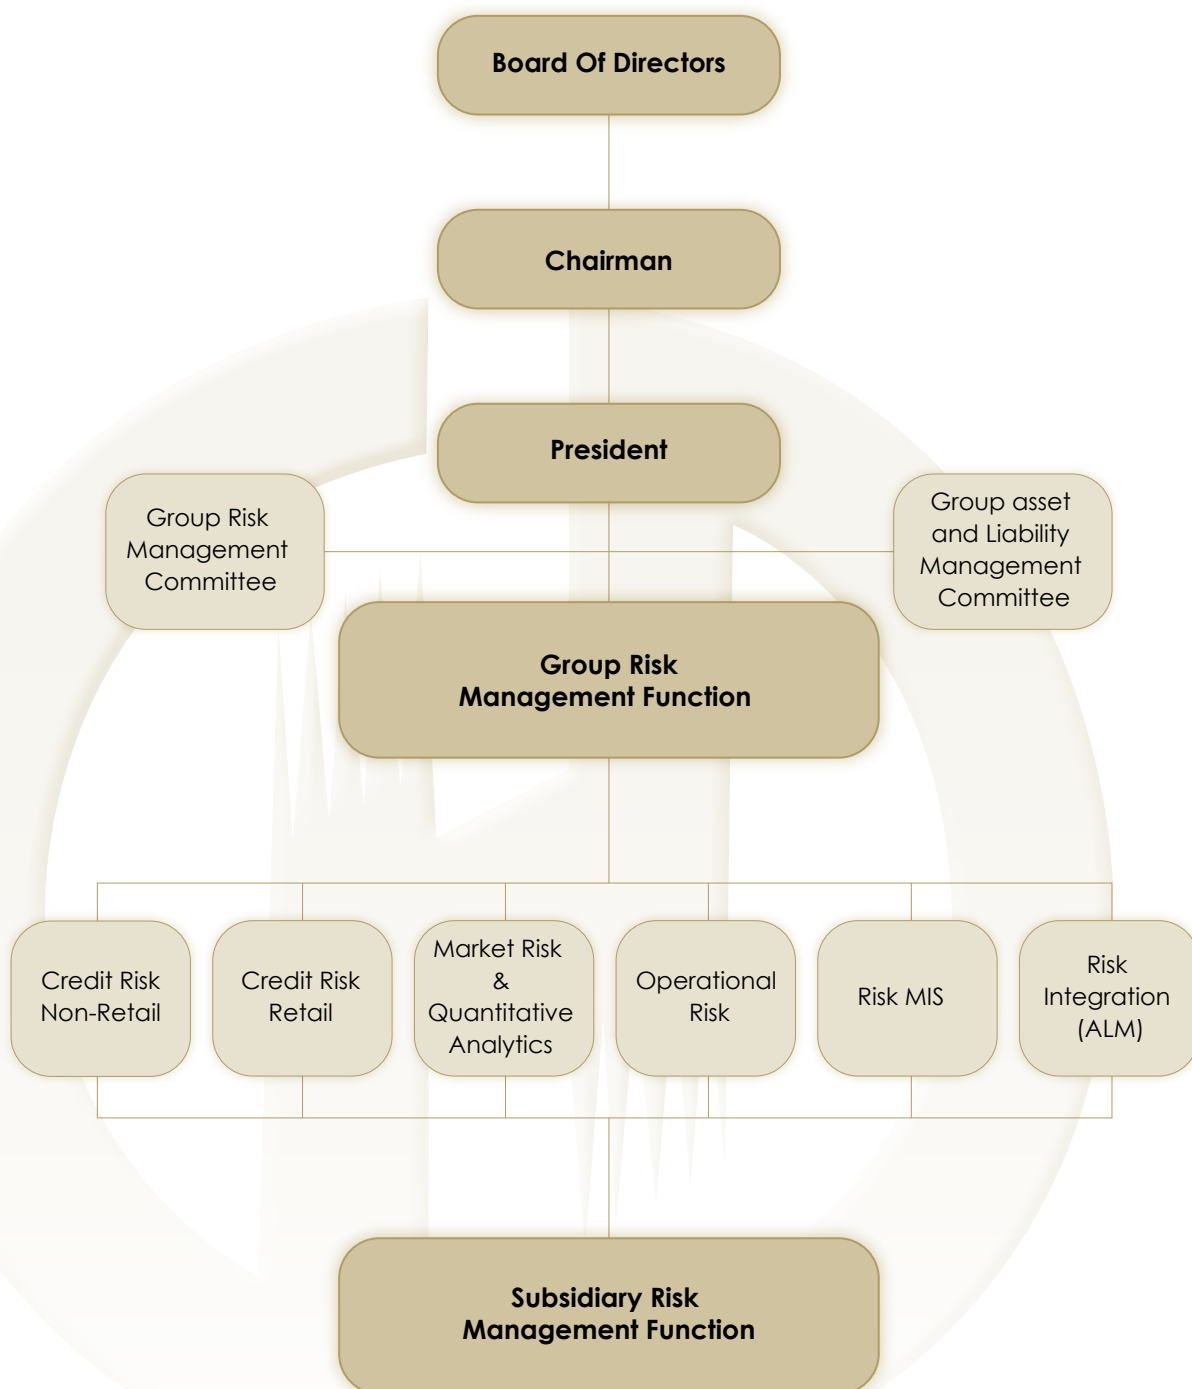 Board Of Directors
Chairman
President
Group Risk
Management
Committee
Group asset
and Liability
Management
Committee
Group Risk
Management Function
Credit Risk
Non-Retail
Credit Risk
Retail
Market Risk
&
Quantitative
Analytics
Operational
Risk
Risk MIS
Risk
Integration
(ALM)
Subsidiary Risk
Management Function